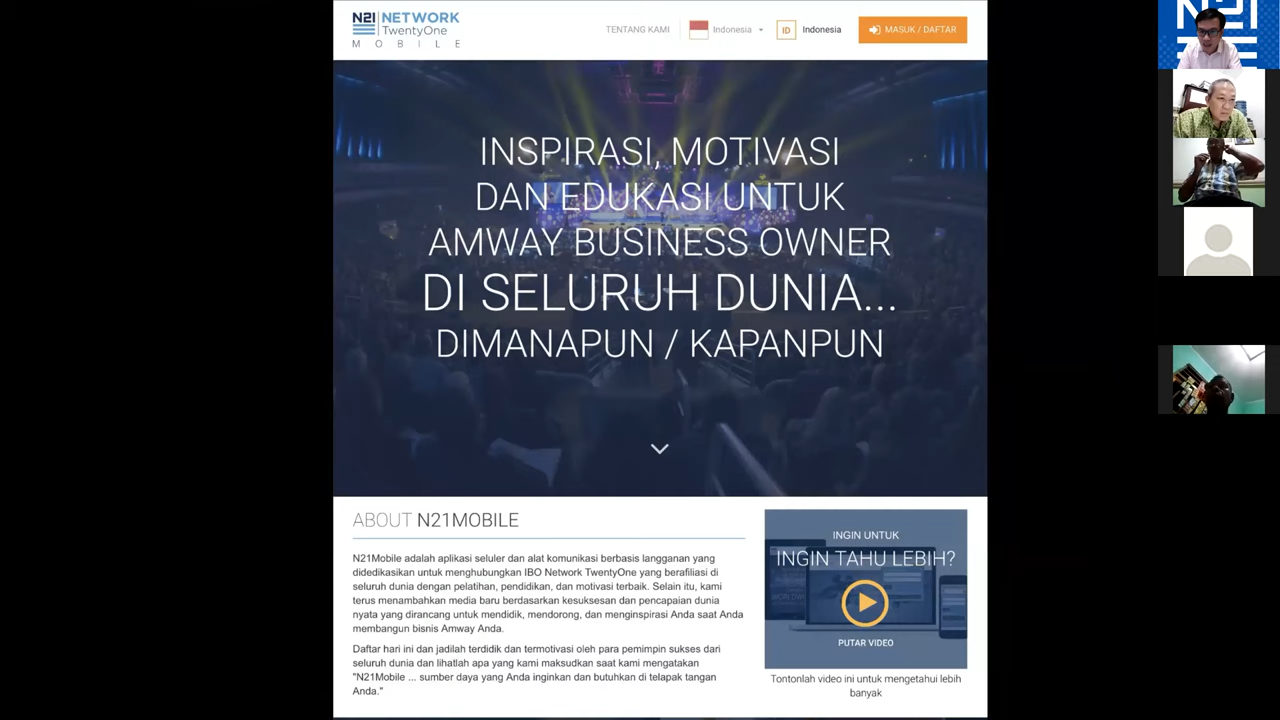 N21 NETWORK
TwentyOne
MOBILE
TENTANG KAMI
Indonesia
ID
Indonesia
MASUK / DAFTAR
INSPIRASI, MOTIVASI
DAN EDUKASI UNTUK
AMWAY BUSINESS OWNER
DI SELURUH DUNIA...
DIMANAPUN / KAPANPUN
ABOUT N21MOBILE
N21Mobile adalah aplikasi seluler dan alat komunikasi berbasis langganan yang
didedikasikan untuk menghubungkan IBO Network TwentyOne yang berafiliasi di
seluruh dunia dengan pelatihan, pendidikan, dan motivasi terbaik. Selain itu, kami
terus menambahkan media baru berdasarkan kesuksesan dan pencapaian dunia
nyata yang dirancang untuk mendidik, mendorong, dan menginspirasi Anda saat Anda
membangun bisnis Amway Anda.
Daftar hari ini dan jadilah terdidik dan termotivasi oleh para pemimpin sukses dari
seluruh dunia dan lihatlah apa yang kami maksudkan saat kami mengatakan
"N21Mobile ... sumber daya yang Anda inginkan dan butuhkan di telapak tangan
Anda."
INGIN UNTUK
INGIN TAHU LEBIH?
PUTAR VIDEO
Tontonlah video ini untuk mengetahui lebih
banyak
N21